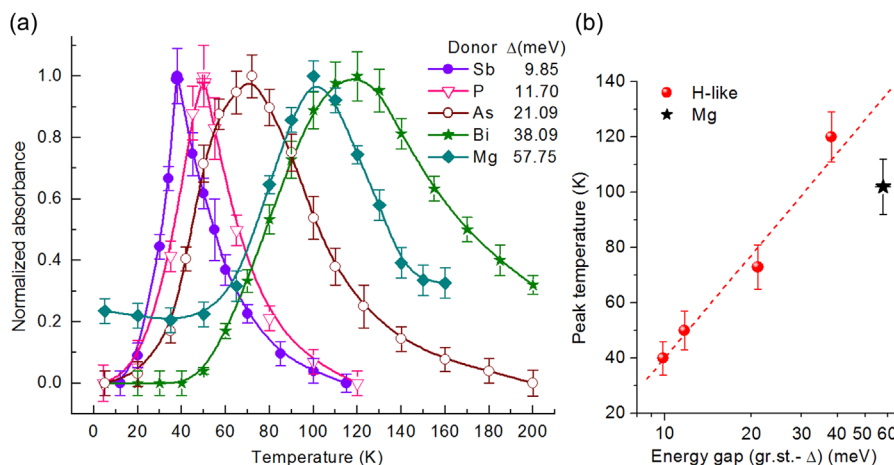 (a)
Normalized absorbance
1.0
0.8
0.6
0.4
0.2
0.0
Donor Δ(meV)
Sb 9.85
P 11.70
As 21.09
Bi 38.09
Mg 57.75
0 20 40 60 80 100 120 140 160 180 200
Temperature (K)
(b)
Peak temperature (K)
140
120
100
80
60
40
20
H-like
Mg
10 20 30 40 50 60
Energy gap (gr.st.- Δ) (meV)